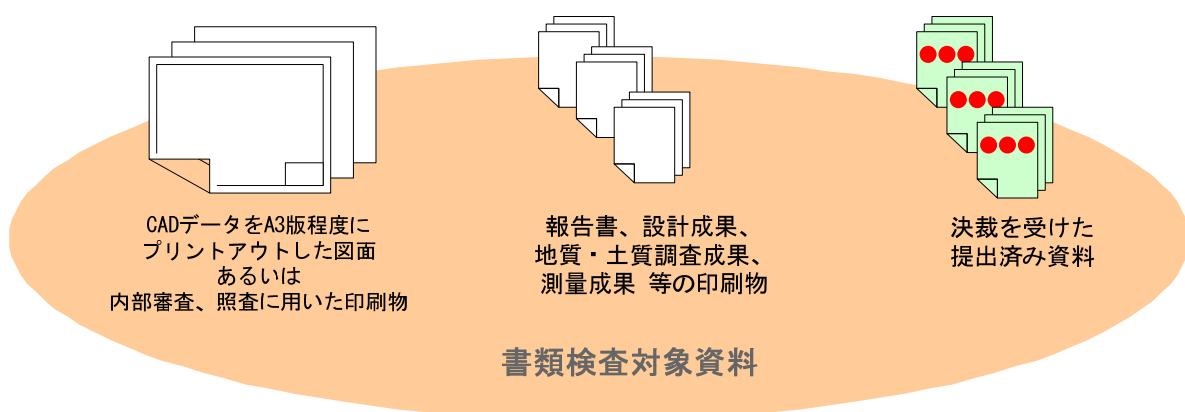 CADデータをA3版程度に
プリントアウトした図面
あるいは
内部審査、照査に用いた印刷物
報告書、設計成果、
地質・土質調査成果、
測量成果 等の印刷物
決裁を受けた
提出済み資料
書類検査対象資料